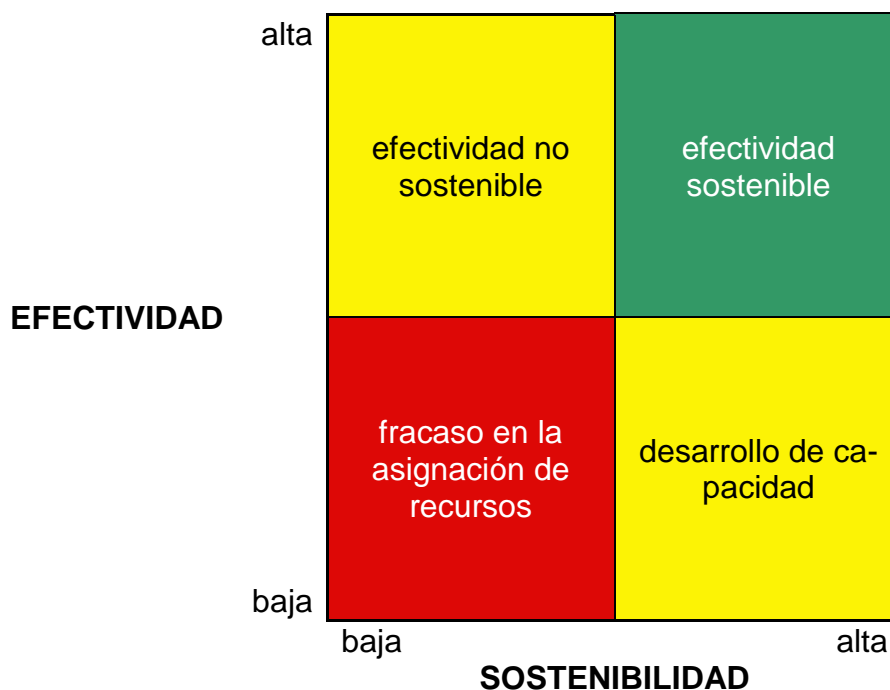 alta
efectividad no
sostenible
efectividad
sostenible
EFECTIVIDAD
fracaso en la
asignación de
recursos
desarrollo de ca-
pacidad
baja
baja
alta
SOSTENIBILIDAD